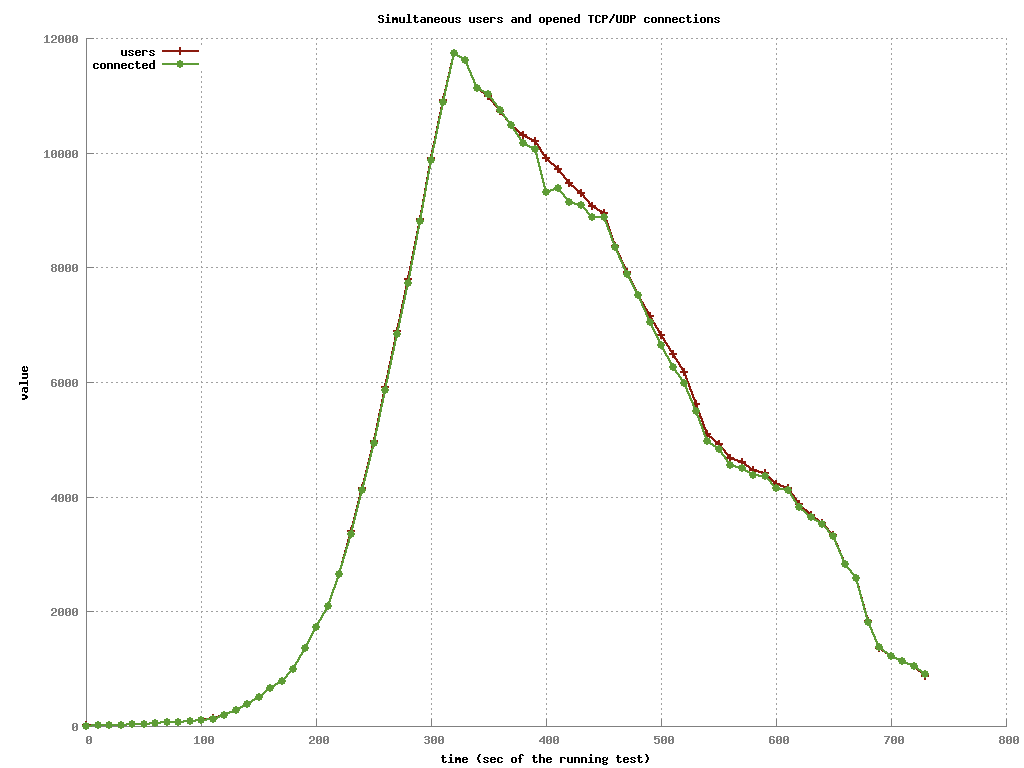 Simultaneous users and opened TCP/UDP connections
12000
users
connected
10000
8000
6000
value
4000
2000
0
0 100 200 300 400 500 600 700 800
time (sec of the running test)